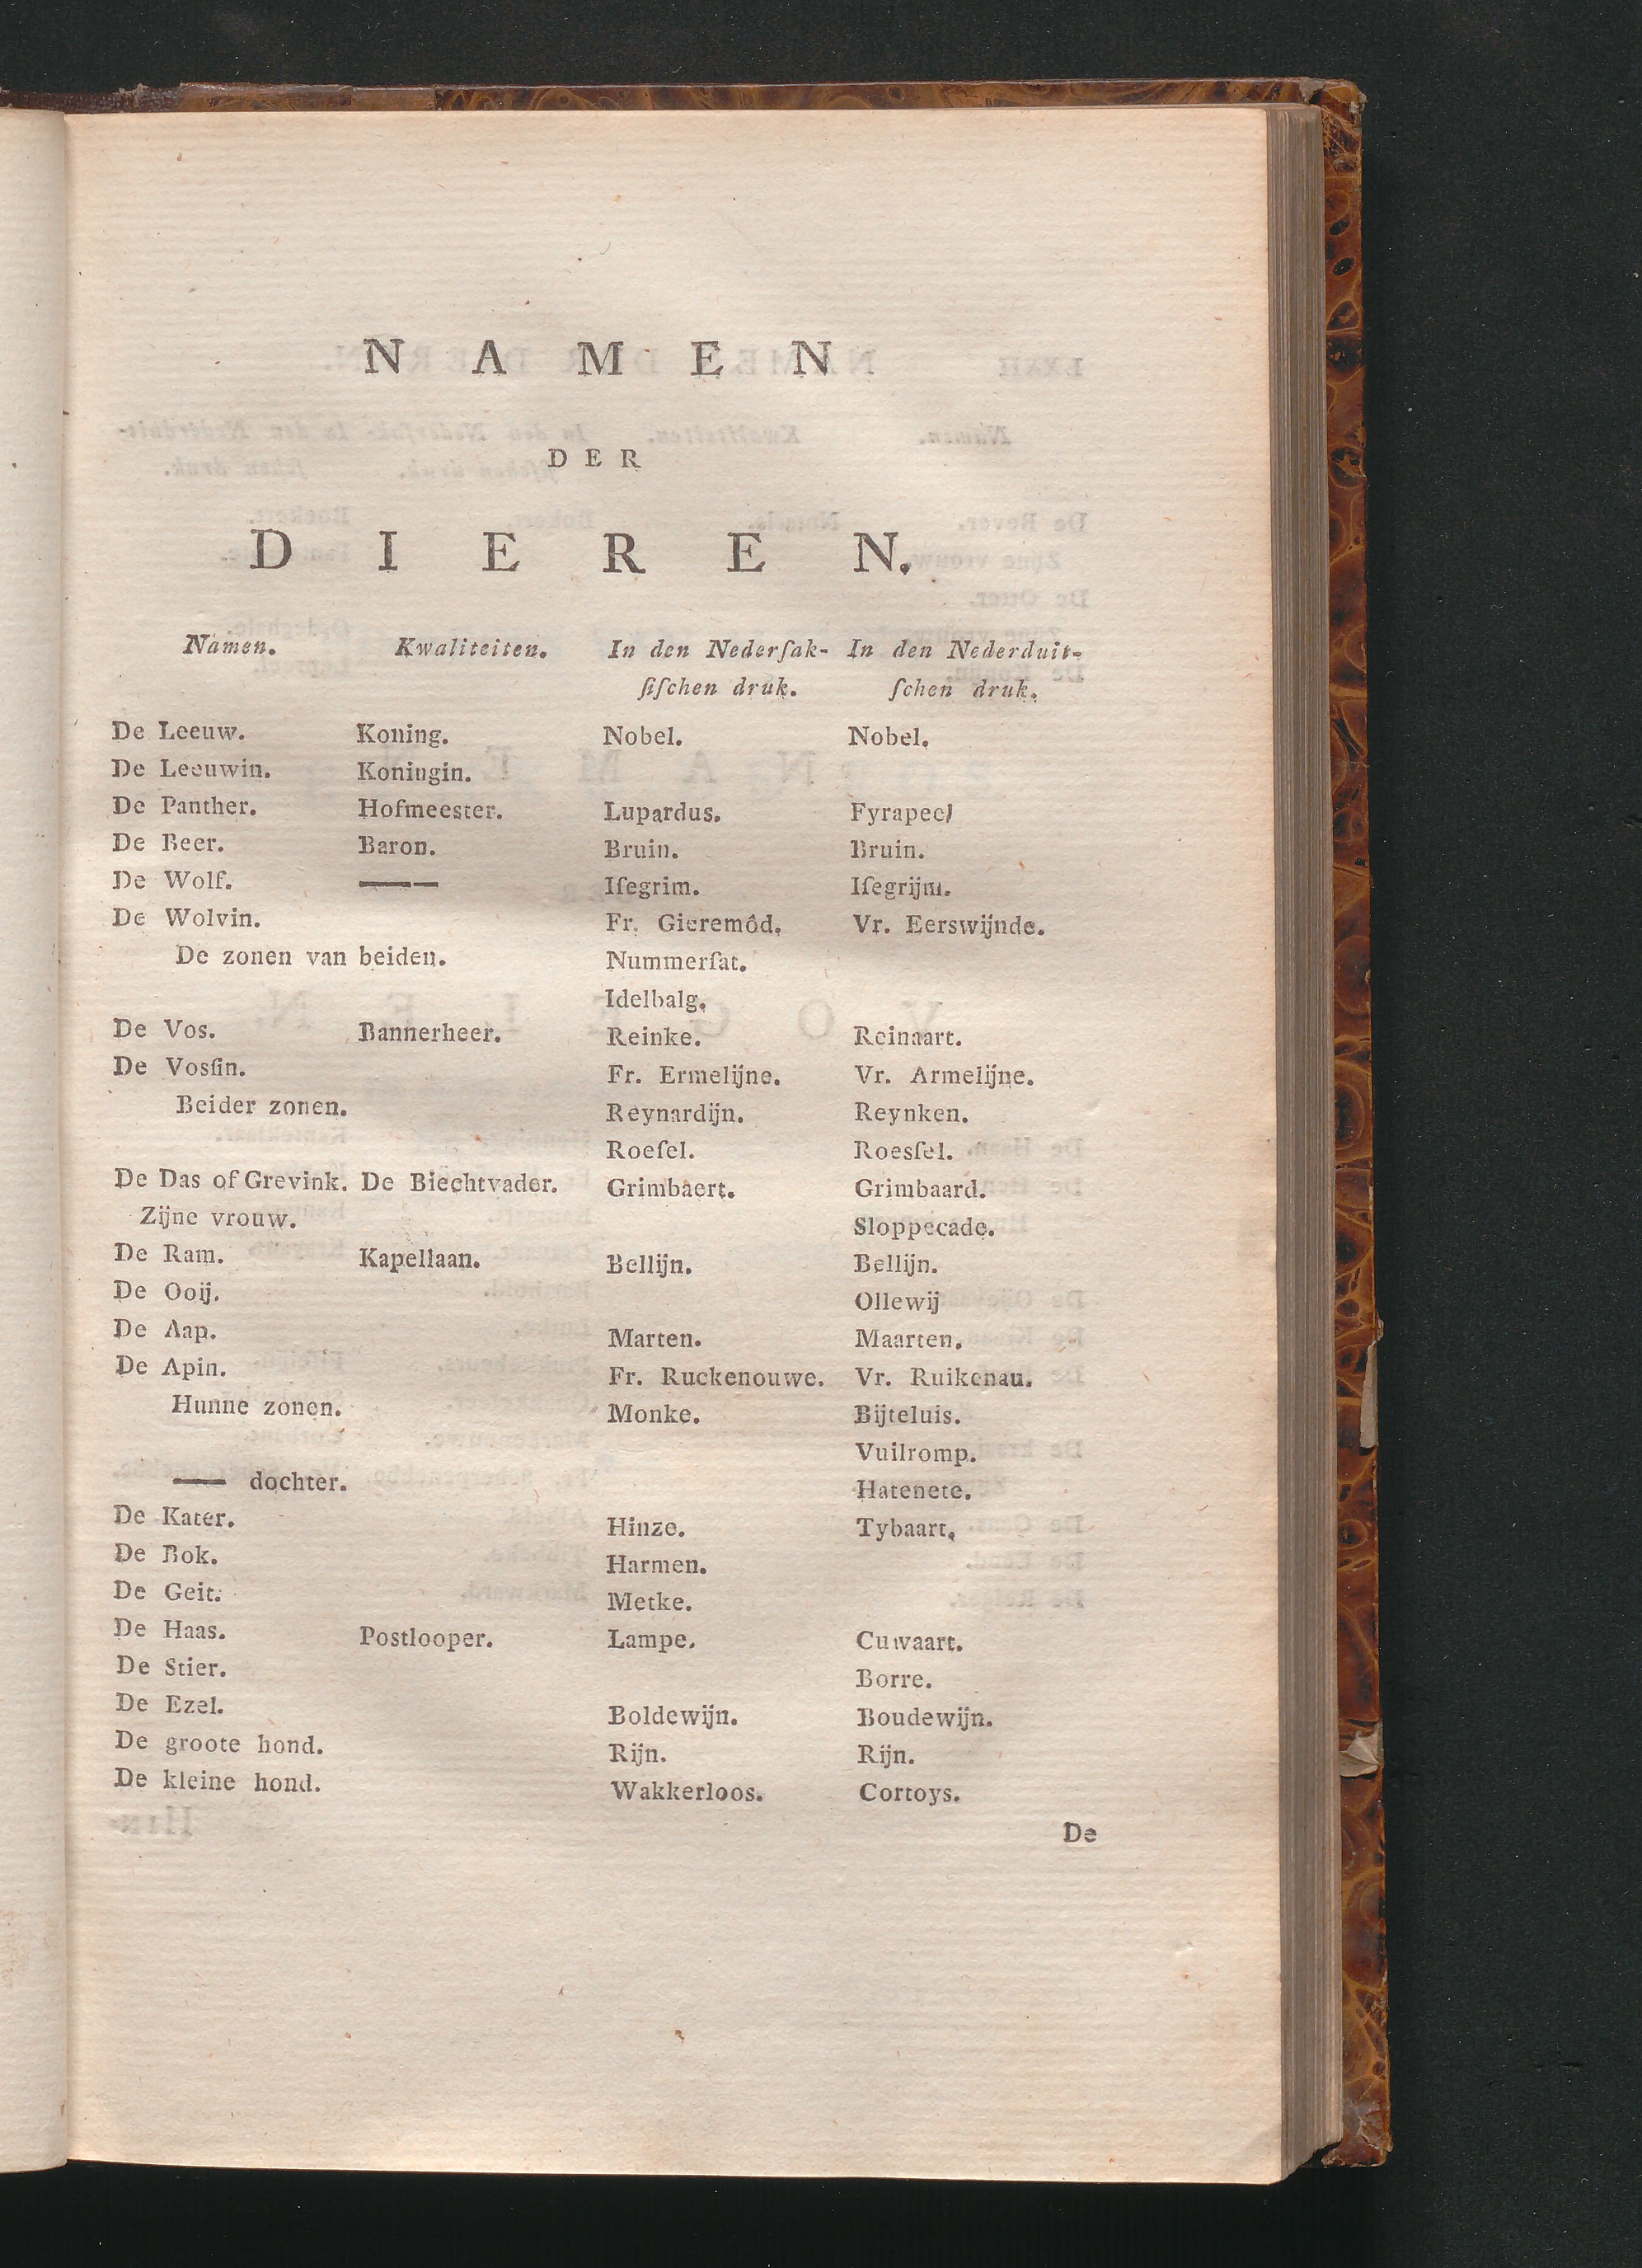 NAMEN
DER
DIEREN.
Namen. Kwaliteiten. In den Nederſak- In den Nederduit-
ſiſchen druk. ſchen druk.
De Leeuw. Koning. Nobel. Nobel.
De Leeuwin. Koningin.
De Panther. Hofmeester. Lupardus. Fyrapeel
De Beer. Baron. Bruin. Bruin.
De Wolf. —— Iſegrim. Iſegrijm.
De Wolvin. Fr. Gieremôd. Vr. Eerswijnde.
De zonen van beiden. Nummerſat.
Idelbalg.
De Vos. Bannerheer. Reinke. Reinaart.
De Vosſin. Fr. Ermelijne. Vr. Armelijne.
Beider zonen. Reynardijn. Reynken.
Roeſel. Roesſel.
De Das of Grevink. De Biechtvader. Grimbaert. Grimbaard.
Zijne vrouw. Sloppecade.
De Ram. Kapellaan. Bellijn. Bellijn.
De Ooij. Ollewij
De Aap. Marten. Maarten.
De Apin. Fr. Ruckenouwe. Vr. Ruikenau.
Hunne zonen. Monke. Bijteluis.
Vuilromp.
—— dochter. Hatenete.
De Kater. Hinze. Tybaart.
De Bok. Harmen.
De Geit. Metke.
De Haas. Postlooper. Lampe. Cuwaart.
De Stier. Borre.
De Ezel. Boldewijn. Boudewijn.
De groote hond. Rijn. Rijn.
De kleine hond. Wakkerloos. Cortoys.
De